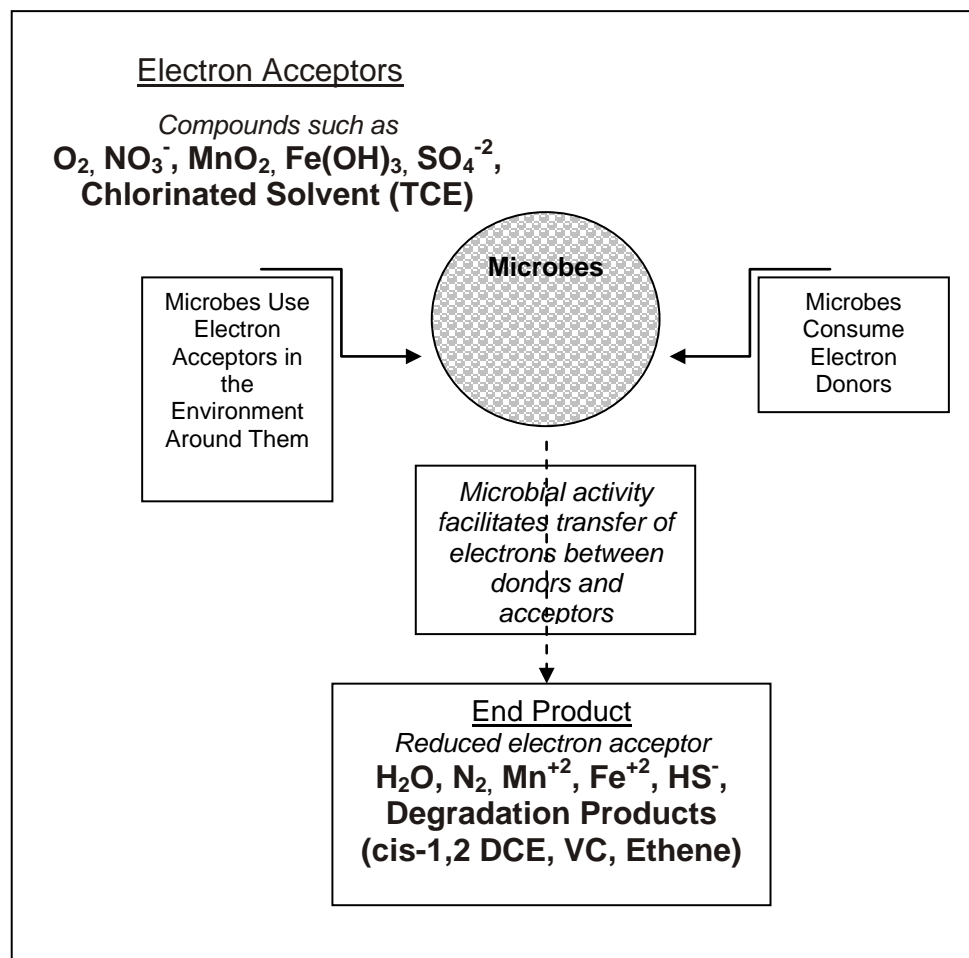 Electron Acceptors
Compounds such as
O₂, NO₃⁻, MnO₂, Fe(OH)₃, SO₄⁻²,
Chlorinated Solvent (TCE)
Microbes
Microbes Use
Electron
Acceptors in
the
Environment
Around Them
Microbes
Consume
Electron
Donors
Microbial activity
facilitates transfer of
electrons between
donors and
acceptors
End Product
Reduced electron acceptor
H₂O, N₂, Mn⁺², Fe⁺², HS⁻,
Degradation Products
(cis-1,2 DCE, VC, Ethene)